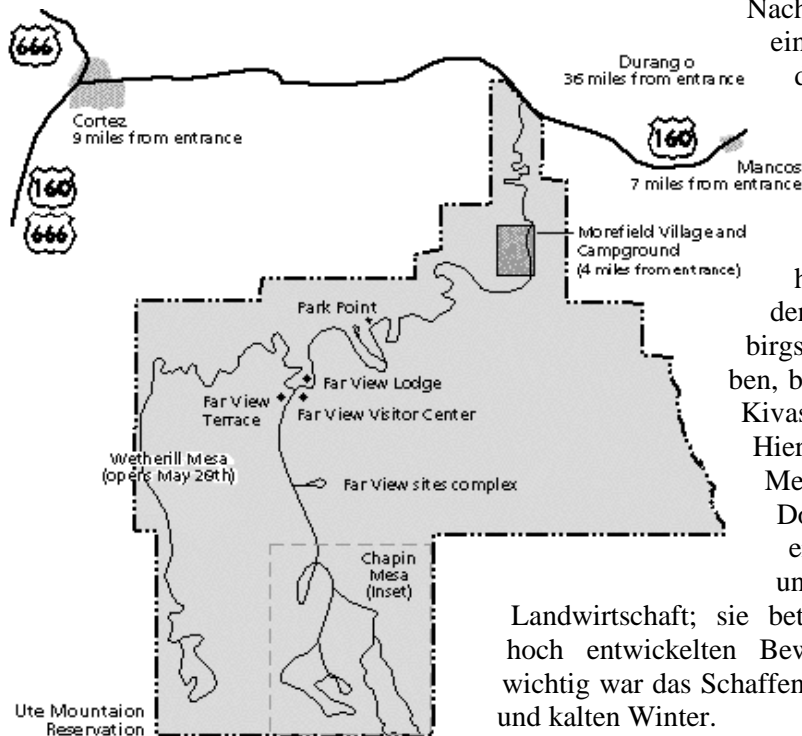 666
Cortez
9 miles from entrance
160
666
Durango
36 miles from entrance
160
Mancos
7 miles from entrance
Morefield Village and
Campground
(4 miles from entrance)
Park Point
Far View Lodge
Far View
Terrace
Far View Visitor Center
Wetherill Mesa
(opens May 28th)
Far View sites complex
Chapin
Mesa
(Inset)
Ute Mountaion
Reservation
Nach
ein
d
h
der
birgs
ben, b
Kivas
Hier
Me
Do
e
un
Landwirtschaft; sie bet
hoch entwickelten Bew
wichtig war das Schaffen
und kalten Winter.